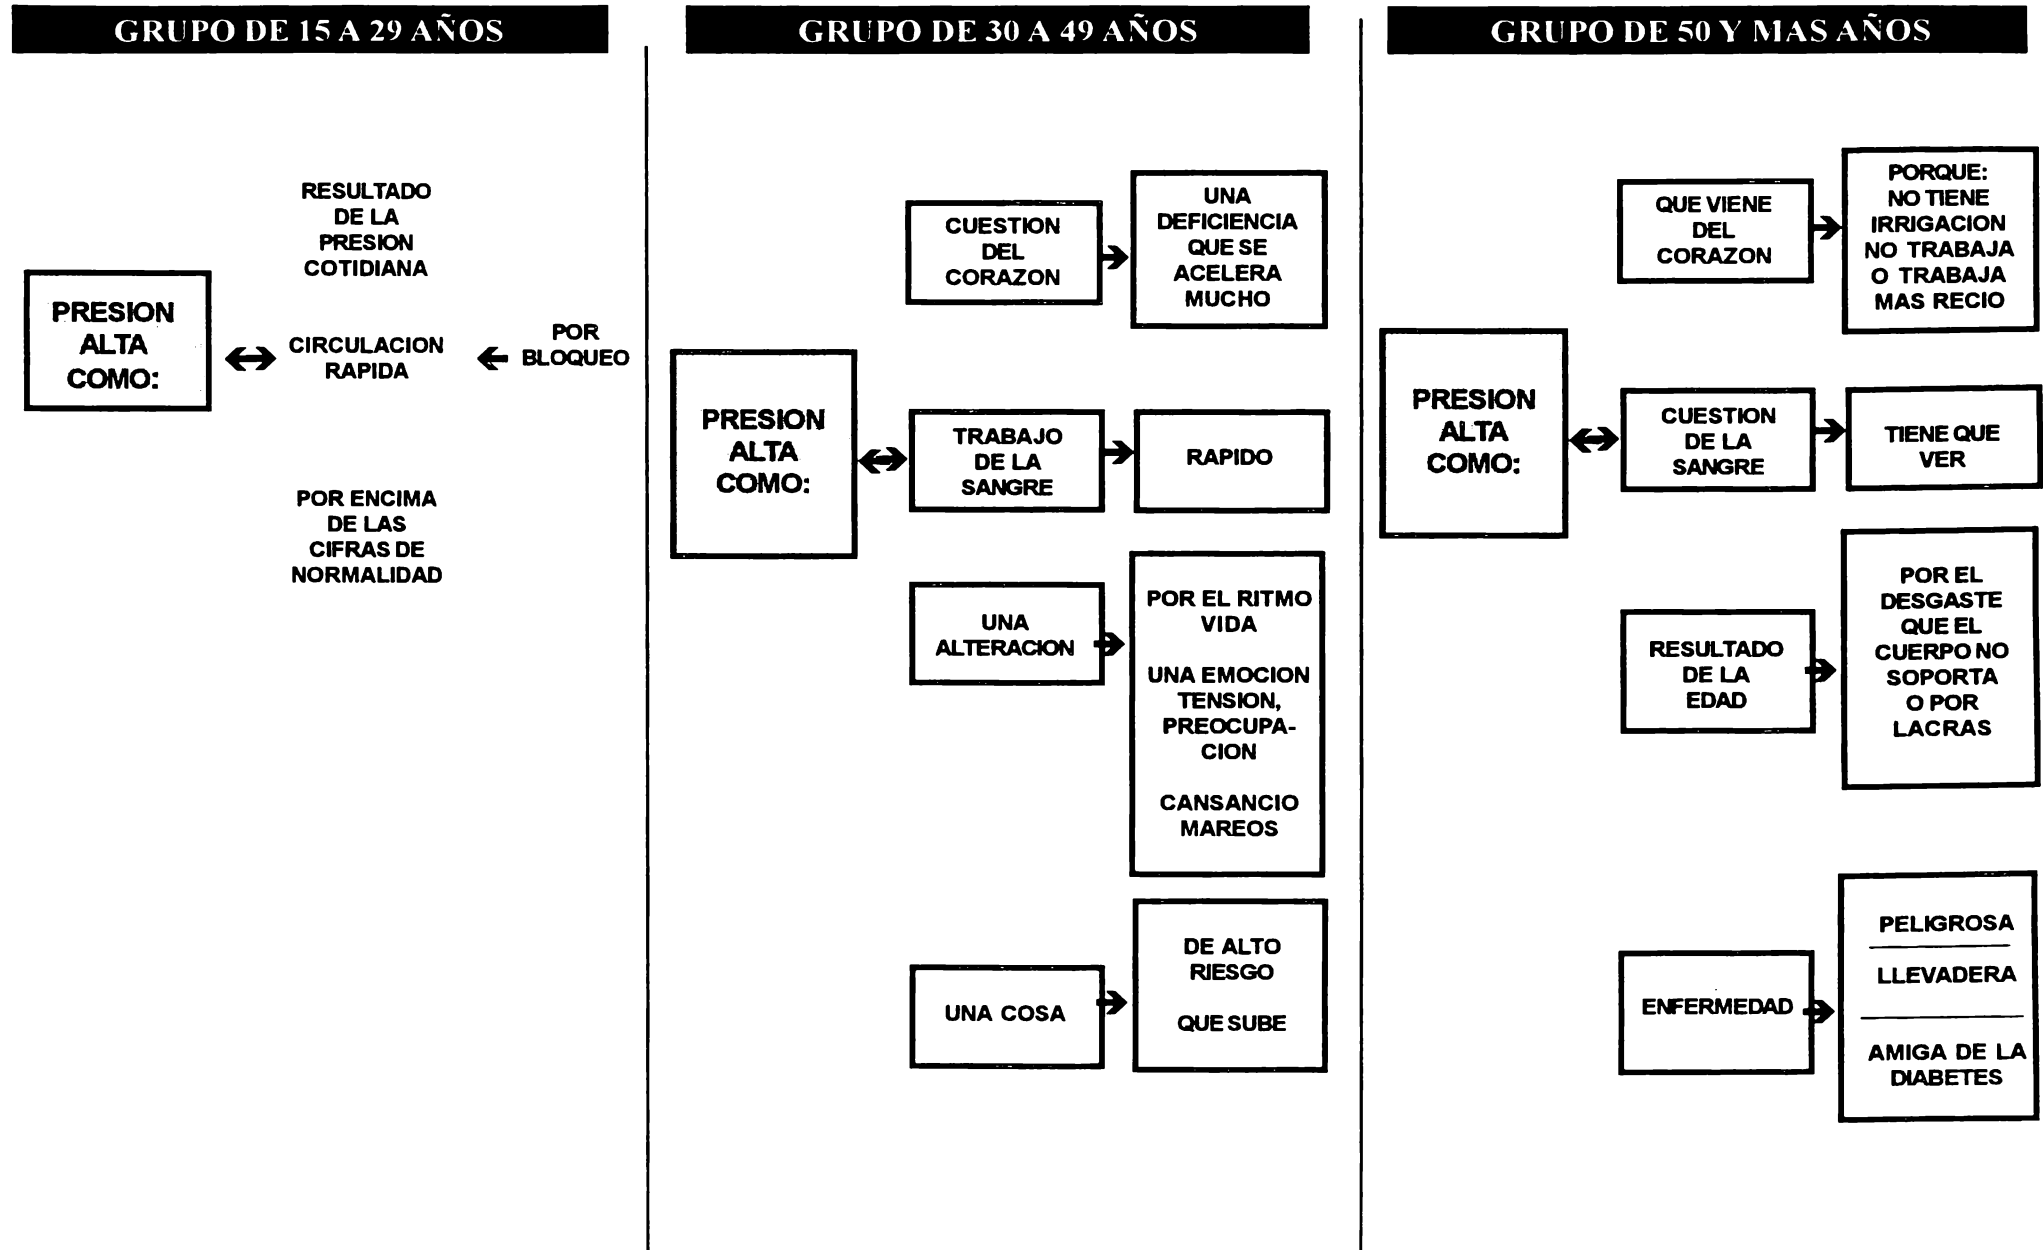 GRUPO DE 15 A 29 AÑOS
RESULTADO
DE LA
PRESION
COTIDIANA
PRESION
ALTA
COMO:
CIRCULACION
RAPIDA
POR
BLOQUEO
POR ENCIMA
DE LAS
CIFRAS DE
NORMALIDAD
GRUPO DE 30 A 49 AÑOS
PRESION
ALTA
COMO:
CUESTION
DEL
CORAZON
UNA
DEFICIENCIA
QUE SE
ACELERA
MUCHO
TRABAJO
DE LA
SANGRE
RAPIDO
UNA
ALTERACION
POR EL RITMO
VIDA
UNA EMOCION
TENSION,
PREOCUPA-
CION
CANSANCIO
MAREOS
UNA COSA
DE ALTO
RIESGO
QUE SUBE
GRUPO DE 50 Y MAS AÑOS
PRESION
ALTA
COMO:
QUE VIENE
DEL
CORAZON
PORQUE:
NO TIENE
IRRIGACION
NO TRABAJA
O TRABAJA
MAS RECIO
CUESTION
DE LA
SANGRE
TIENE QUE
VER
RESULTADO
DE LA
EDAD
POR EL
DESGASTE
QUE EL
CUERPO NO
SOPORTA
O POR
LACRAS
ENFERMEDAD
PELIGROSA
LLEVADERA
AMIGA DE LA
DIABETES